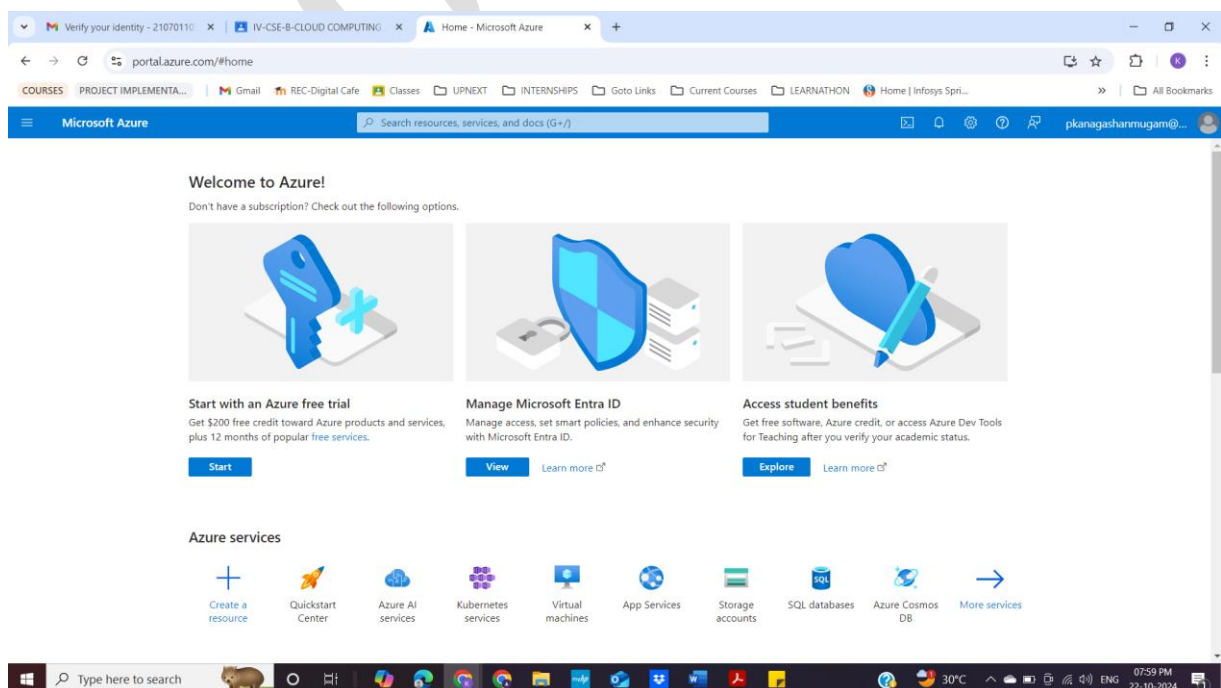 Verify your identity - 21070110
IV-CSE-B-CLOUD COMPUTING
Home - Microsoft Azure
portal.azure.com/#home
K
COURSES
PROJECT IMPLEMENTA...
Gmail
REC-Digital Cafe
Classes
UPNEXT
INTERNSHIPS
Goto Links
Current Courses
LEARNATHON
Home | Infosys Spri...
»
All Bookmarks
Microsoft Azure
Search resources, services, and docs (G+/)
pkanagashanmugam@...
Welcome to Azure!
Don't have a subscription? Check out the following options.
Start with an Azure free trial
Get $200 free credit toward Azure products and services,
plus 12 months of popular free services.
Start
Manage Microsoft Entra ID
Manage access, set smart policies, and enhance security
with Microsoft Entra ID.
View
Learn more
Access student benefits
Get free software, Azure credit, or access Azure Dev Tools
for Teaching after you verify your academic status.
Explore
Learn more
Azure services
Create a
resource
Quickstart
Center
Azure AI
services
Kubernetes
services
Virtual
machines
App Services
Storage
accounts
SQL
SQL databases
Azure Cosmos
DB
More services
Type here to search
30°C
ENG
07:59 PM
22-10-2024